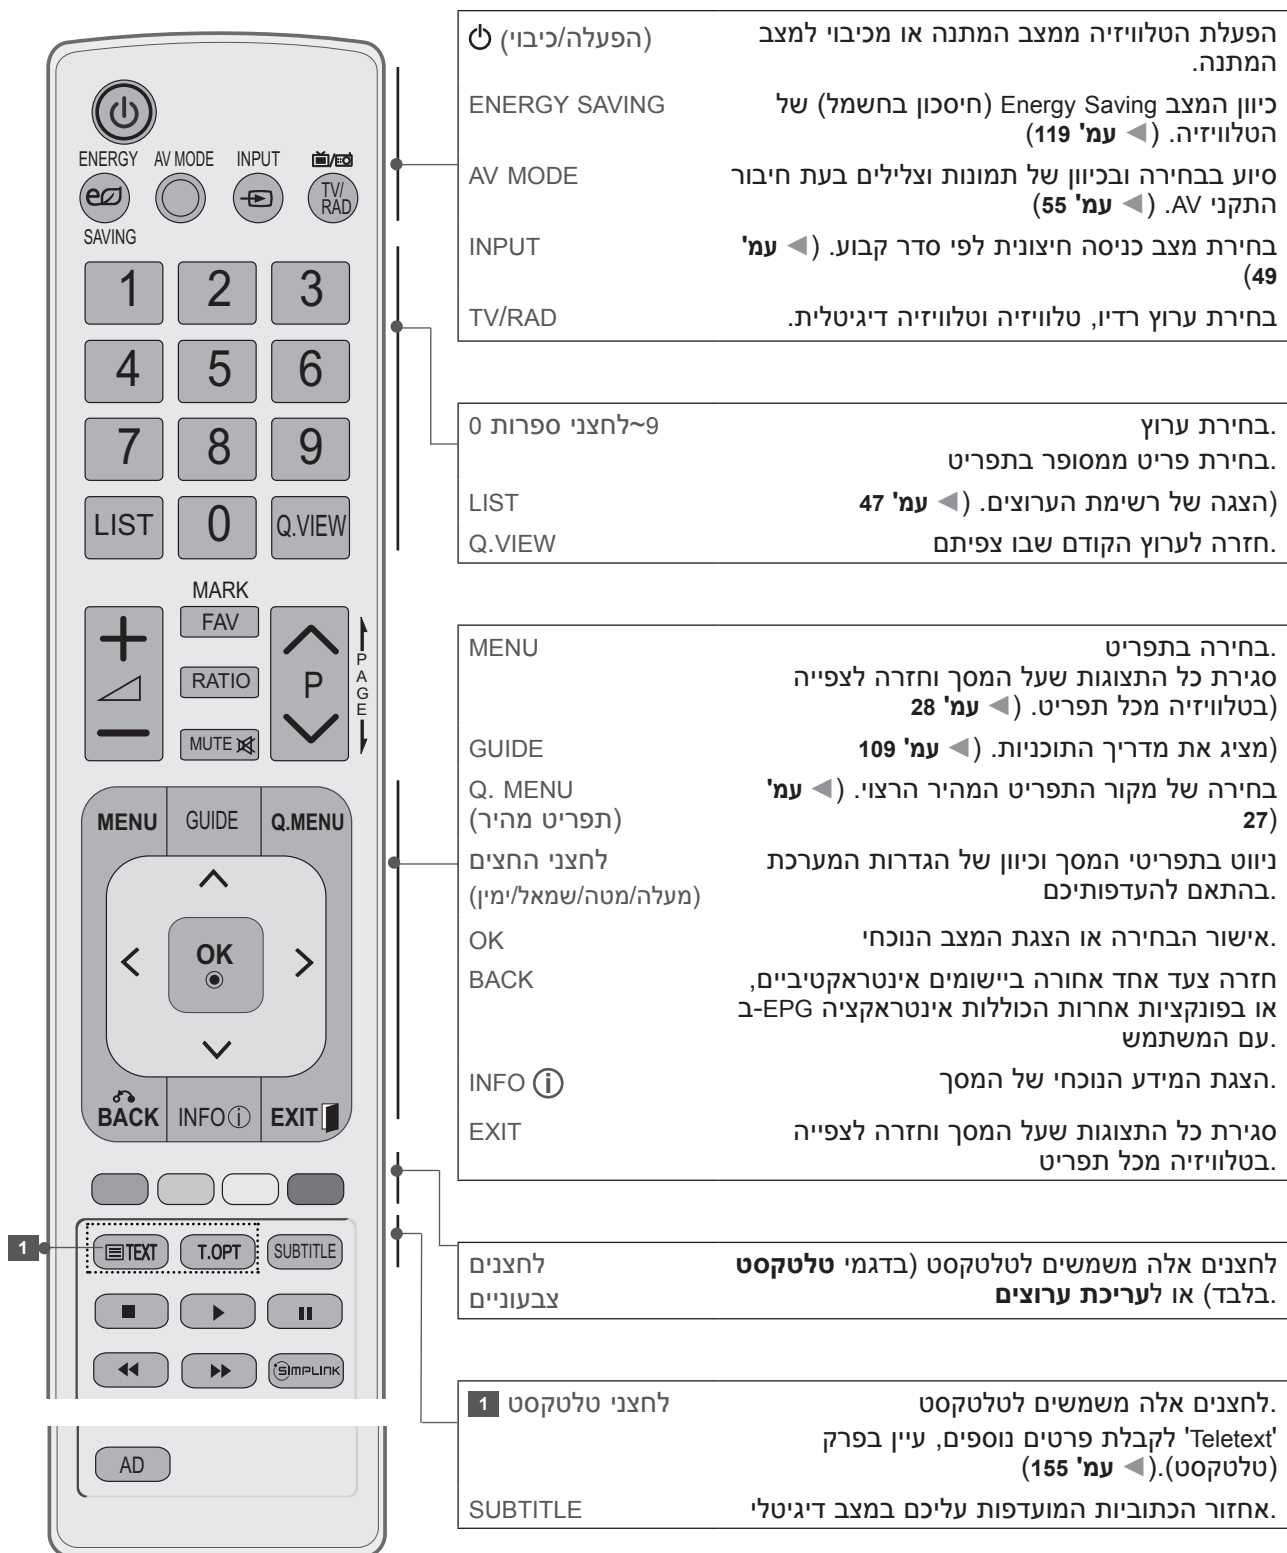 ENERGY
AV MODE
INPUT
TV/
RAD
SAVING
1 2 3
4 5 6
7 8 9
LIST 0 Q.VIEW
MARK
FAV
RATIO
MUTE
P
PAGE
MENU GUIDE Q.MENU
OK
BACK INFO EXIT
1
TEXT T.OPT SUBTITLE
SIMPLINK
AD
(הפעלה/כיבוי) הפעלת הטלוויזיה ממצב המתנה או מכיבוי למצב
המתנה.
ENERGY SAVING כיוון המצב Energy Saving (חיסכון בחשמל) של
הטלוויזיה. (◄ עמ' 119)
AV MODE סיוע בבחירה ובכיוון של תמונות וצלילים בעת חיבור
התקני AV. (◄ עמ' 55)
INPUT בחירת מצב כניסה חיצונית לפי סדר קבוע. (◄ עמ'
49)
TV/RAD בחירת ערוץ רדיו, טלוויזיה וטלוויזיה דיגיטלית.
לחצני ספרות 0~9 בחירת ערוץ.
בחירת פריט ממסופר בתפריט.
LIST הצגה של רשימת הערוצים. (◄ עמ' 47)
Q.VIEW חזרה לערוץ הקודם שבו צפיתם.
MENU בחירה בתפריט.
סגירת כל התצוגות שעל המסך וחזרה לצפייה
בטלוויזיה מכל תפריט. (◄ עמ' 28)
GUIDE מציג את מדריך התוכניות. (◄ עמ' 109)
Q. MENU בחירה של מקור התפריט המהיר הרצוי. (◄ עמ'
(תפריט מהיר) 27)
לחצני החצים ניווט בתפריטי המסך וכיוון של הגדרות המערכת
(מעלה/מטה/שמאל/ימין) בהתאם להעדפותיכם.
OK אישור הבחירה או הצגת המצב הנוכחי.
BACK חזרה צעד אחד אחורה ביישומים אינטראקטיביים,
או בפונקציות אחרות הכוללות אינטראקציה EPG-ב
עם המשתמש.
INFO הצגת המידע הנוכחי של המסך.
EXIT סגירת כל התצוגות שעל המסך וחזרה לצפייה
בטלוויזיה מכל תפריט.
לחצנים לחצנים אלה משמשים לטלטקסט (בדגמי טלטקסט
צבעוניים בלבד) או לעריכת ערוצים.
לחצני טלטקסט 1 לחצנים אלה משמשים לטלטקסט.
'Teletext' לקבלת פרטים נוספים, עיין בפרק
(טלטקסט).(◄ עמ' 155)
SUBTITLE אחזור הכתוביות המועדפות עליכם במצב דיגיטלי.